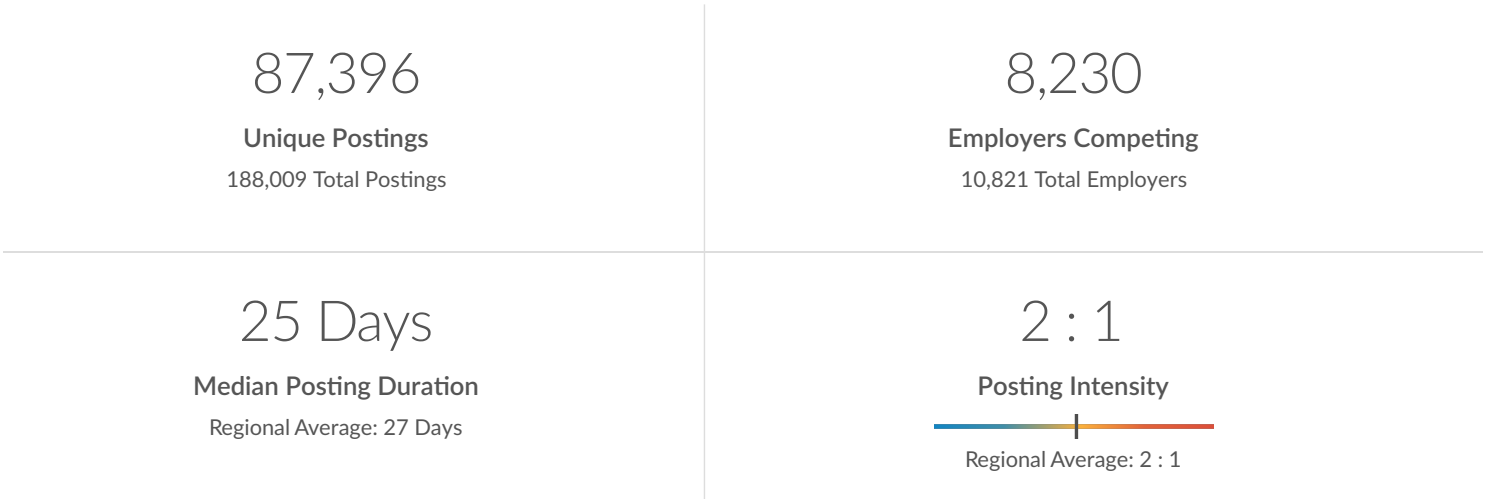 87,396
Unique Postings
188,009 Total Postings
8,230
Employers Competing
10,821 Total Employers
25 Days
Median Posting Duration
Regional Average: 27 Days
2 : 1
Posting Intensity
Regional Average: 2 : 1